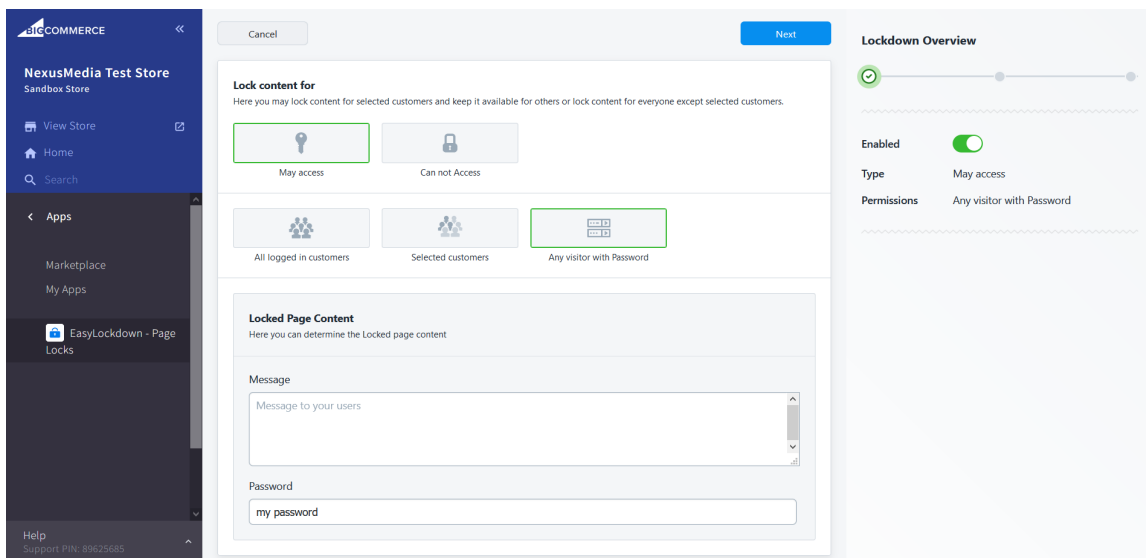 BIGCOMMERCE
NexusMedia Test Store
Sandbox Store
View Store
Home
Search
Apps
Marketplace
My Apps
EasyLockdown - Page
Locks
Help
Support PIN: 89625685
Cancel
Next
Lock content for
Here you may lock content for selected customers and keep it available for others or lock content for everyone except selected customers.
May access
Can not Access
All logged in customers
Selected customers
Any visitor with Password
Locked Page Content
Here you can determine the Locked page content
Message
Message to your users
Password
my password
Lockdown Overview
Enabled
Type May access
Permissions Any visitor with Password